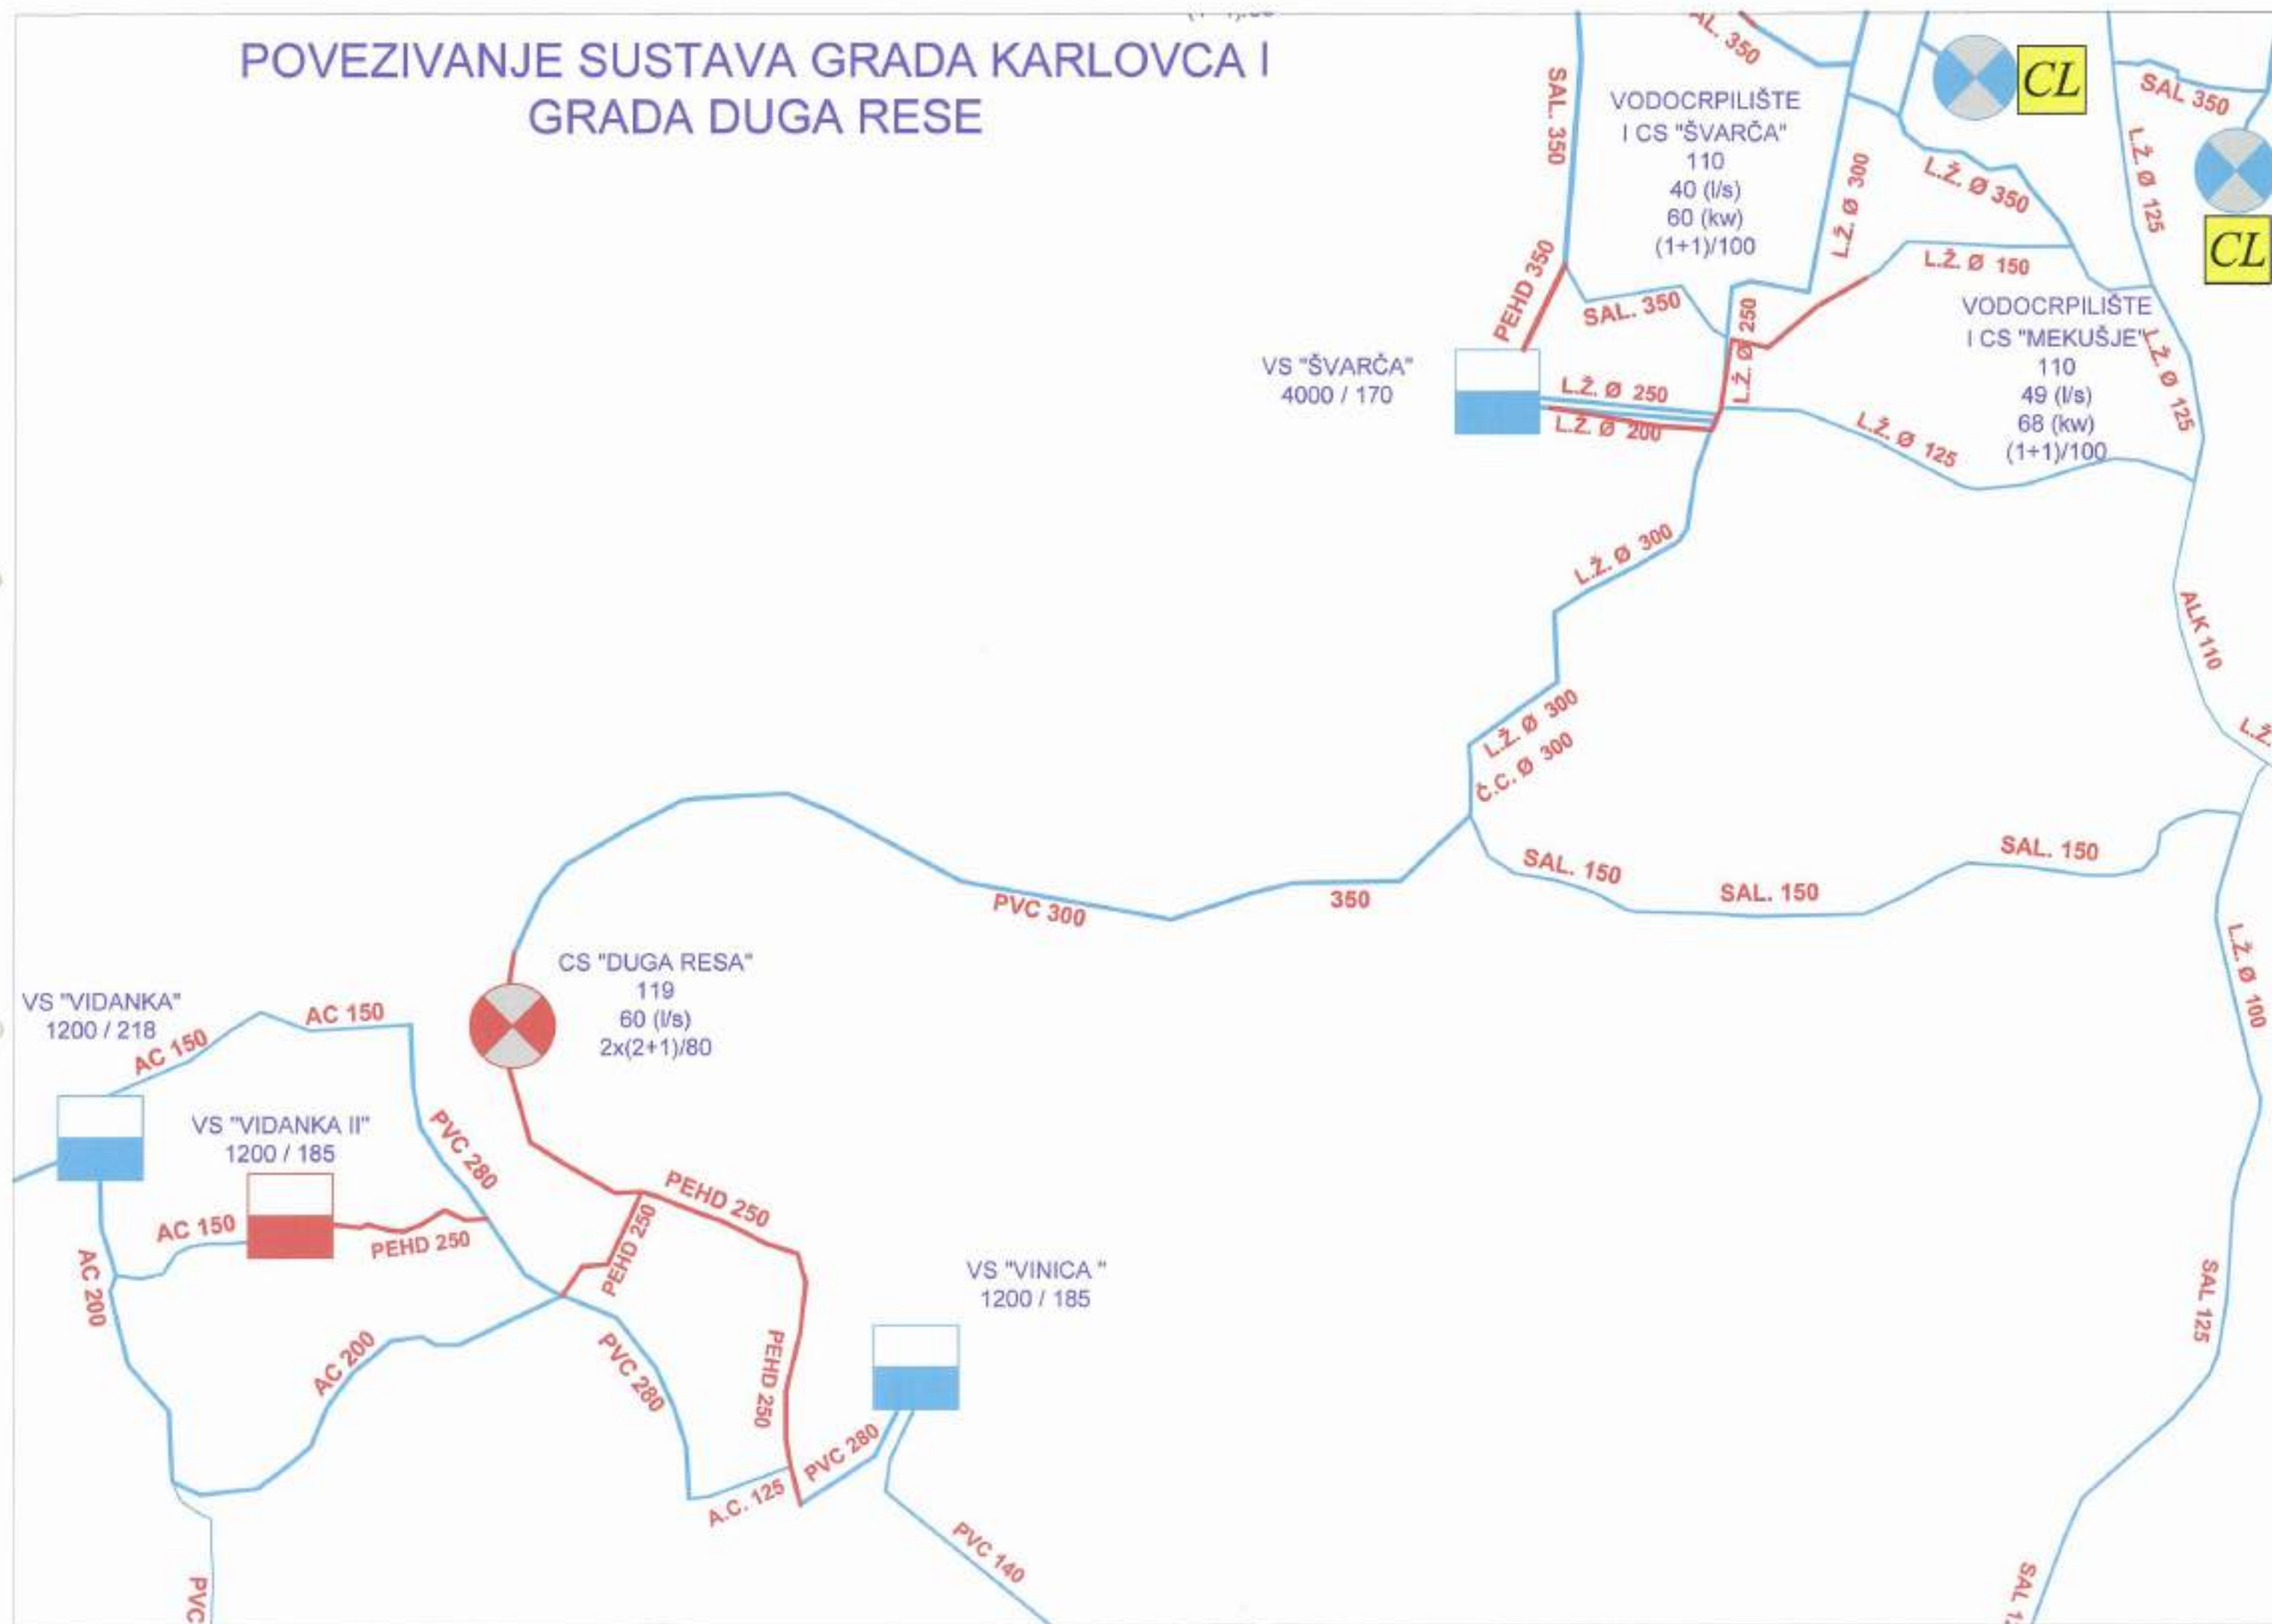 POVEZIVANJE SUSTAVA GRADA KARLOVCA I
GRADA DUGA RESE
SAL. 350
VODOCRPILIŠTE
I CS "ŠVARČA"
110
40 (l/s)
60 (kw)
(1+1)/100
L.Ž. Ø 300
CL
SAL 350
L.Ž. Ø 125
L.Ž. Ø 350
CL
L.Ž. Ø 150
PEHD 350
SAL. 350
L.Ž. Ø 250
VODOCRPILIŠTE
I CS "MEKUŠJE"
110
49 (l/s)
68 (kw)
(1+1)/100
L.Ž. Ø 125
VS "ŠVARČA"
4000 / 170
L.Ž. Ø 250
L.Ž. Ø 200
L.Ž. Ø 125
L.Ž. Ø 300
ALK 110
L.Ž. Ø 300
Č.C. Ø 300
L.Ž.
SAL. 150
SAL. 150
SAL. 150
350
PVC 300
L.Ž. Ø 100
CS "DUGA RESA"
119
60 (l/s)
2x(2+1)/80
VS "VIDANKA"
1200 / 218
AC 150
AC 150
VS "VIDANKA II"
1200 / 185
PVC 280
AC 150
PEHD 250
PEHD 250
PEHD 250
AC 200
VS "VINICA "
1200 / 185
SAL 125
AC 200
PVC 280
PEHD 250
PVC 280
A.C. 125
PVC 140
PVC
SAL